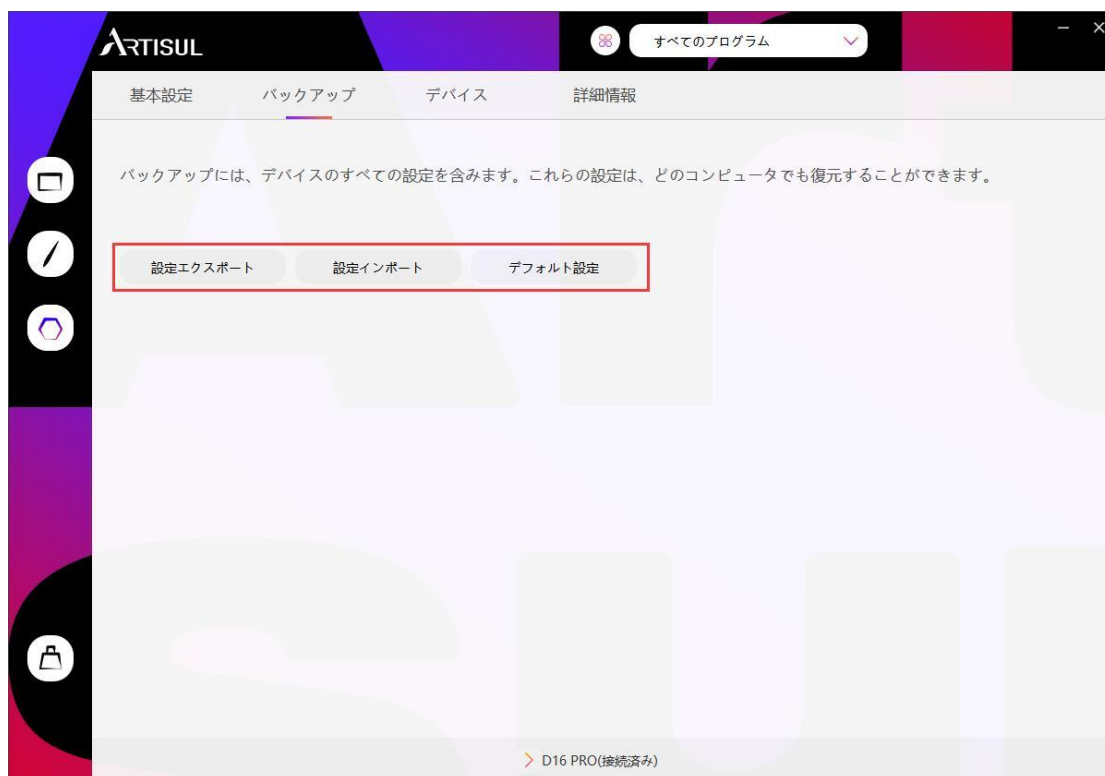 ARTISUL
すべてのプログラム
基本設定 バックアップ デバイス 詳細情報
バックアップには、デバイスのすべての設定を含みます。これらの設定は、どのコンピュータでも復元することができます。
設定エクスポート 設定インポート デフォルト設定
D16 PRO(接続済み)